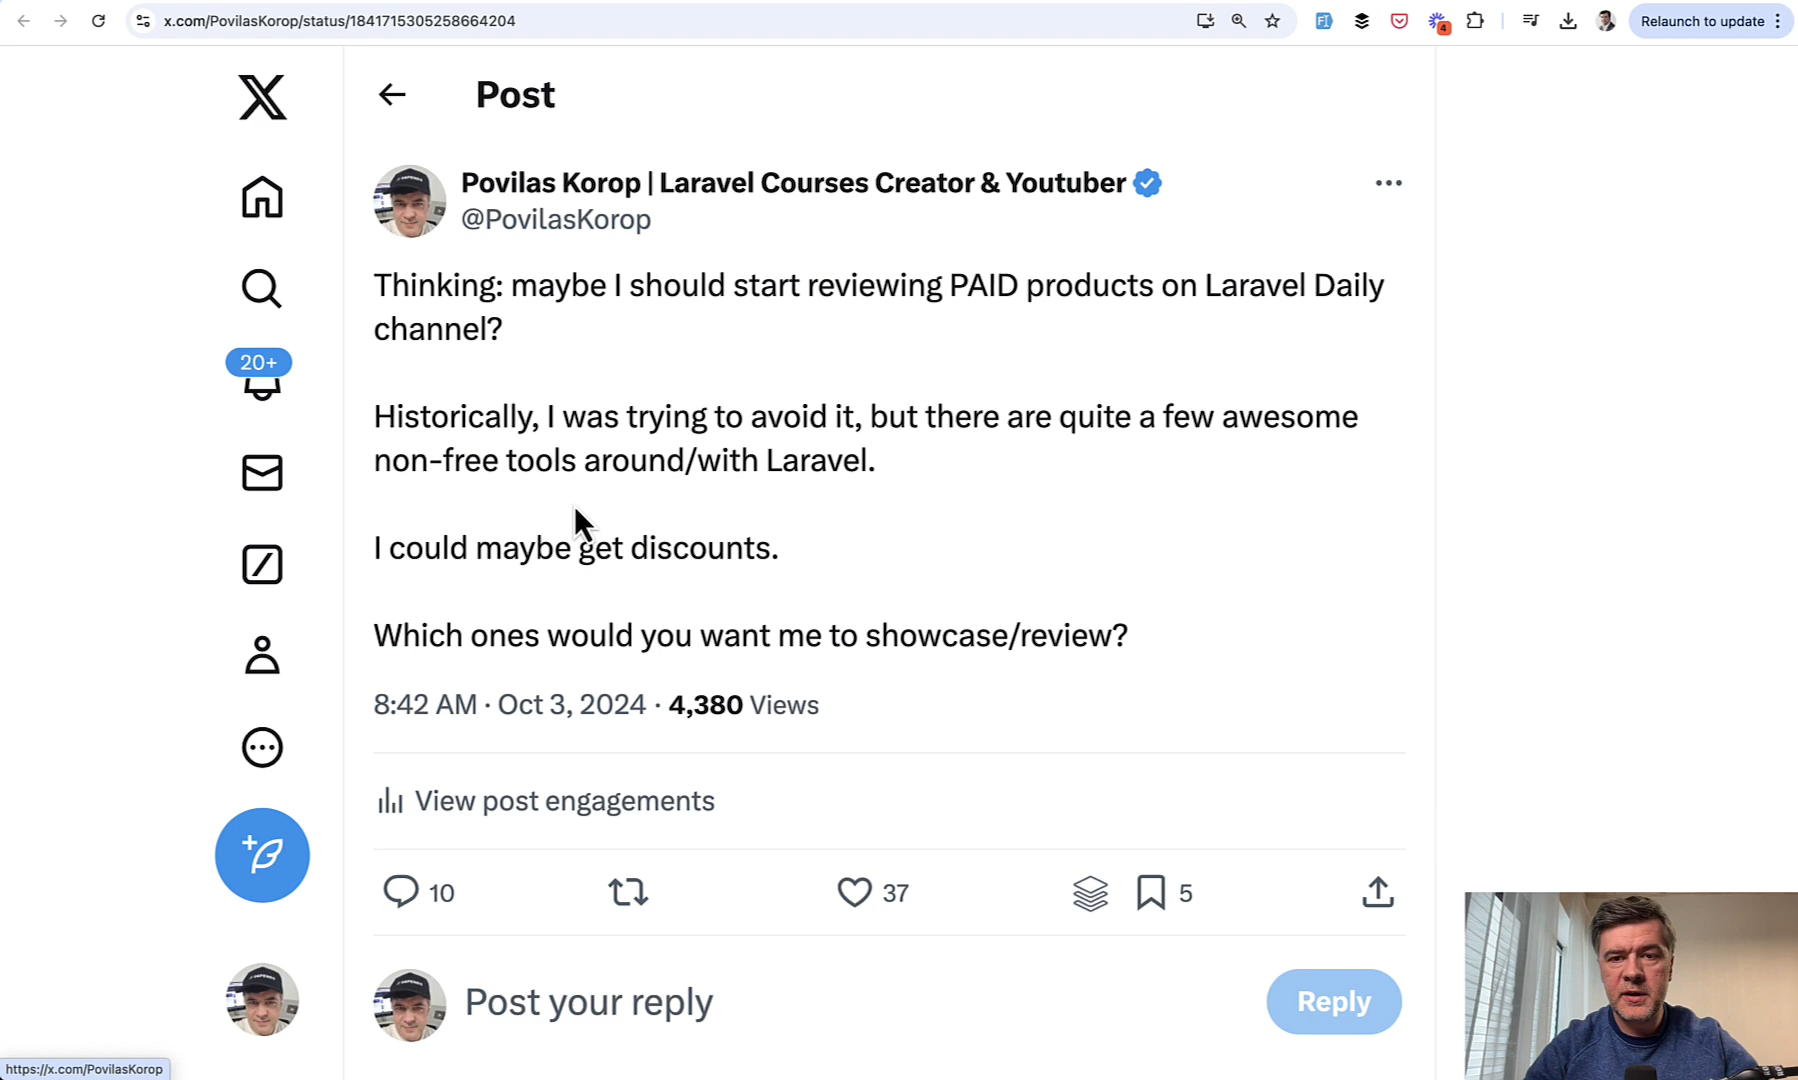 x.com/PovilasKorop/status/1841715305258664204
4
Relaunch to update
Post
Povilas Korop | Laravel Courses Creator & Youtuber
@PovilasKorop
Thinking: maybe I should start reviewing PAID products on Laravel Daily
channel?
20+
Historically, I was trying to avoid it, but there are quite a few awesome
non-free tools around/with Laravel.
I could maybe get discounts.
Which ones would you want me to showcase/review?
8:42 AM · Oct 3, 2024 · 4,380 Views
View post engagements
10
37
5
Post your reply
Reply
https://x.com/PovilasKorop